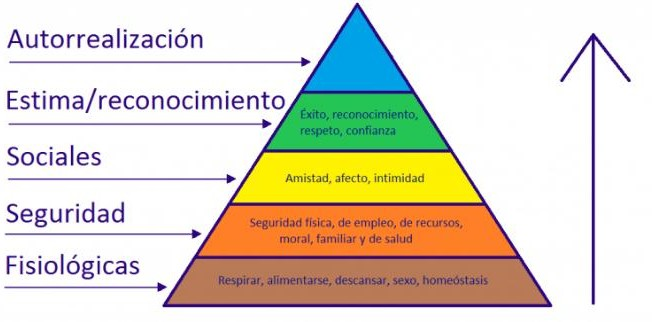 Autorrealización
Estima/reconocimiento
Éxito, reconocimiento,
respeto, confianza
Sociales
Amistad, afecto, intimidad
Seguridad
Seguridad física, de empleo, de recursos,
moral, familiar y de salud
Fisiológicas
Respirar, alimentarse, descansar, sexo, homeóstasis